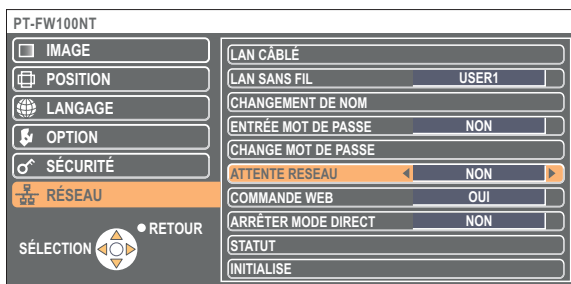 PT-FW100NT
IMAGE
POSITION
LANGAGE
OPTION
SÉCURITÉ
RÉSEAU
RETOUR
SÉLECTION
LAN CÂBLÉ
LAN SANS FIL USER1
CHANGEMENT DE NOM
ENTRÉE MOT DE PASSE NON
CHANGE MOT DE PASSE
ATTENTE RESEAU NON
COMMANDE WEB OUI
ARRÊTER MODE DIRECT NON
STATUT
INITIALISE